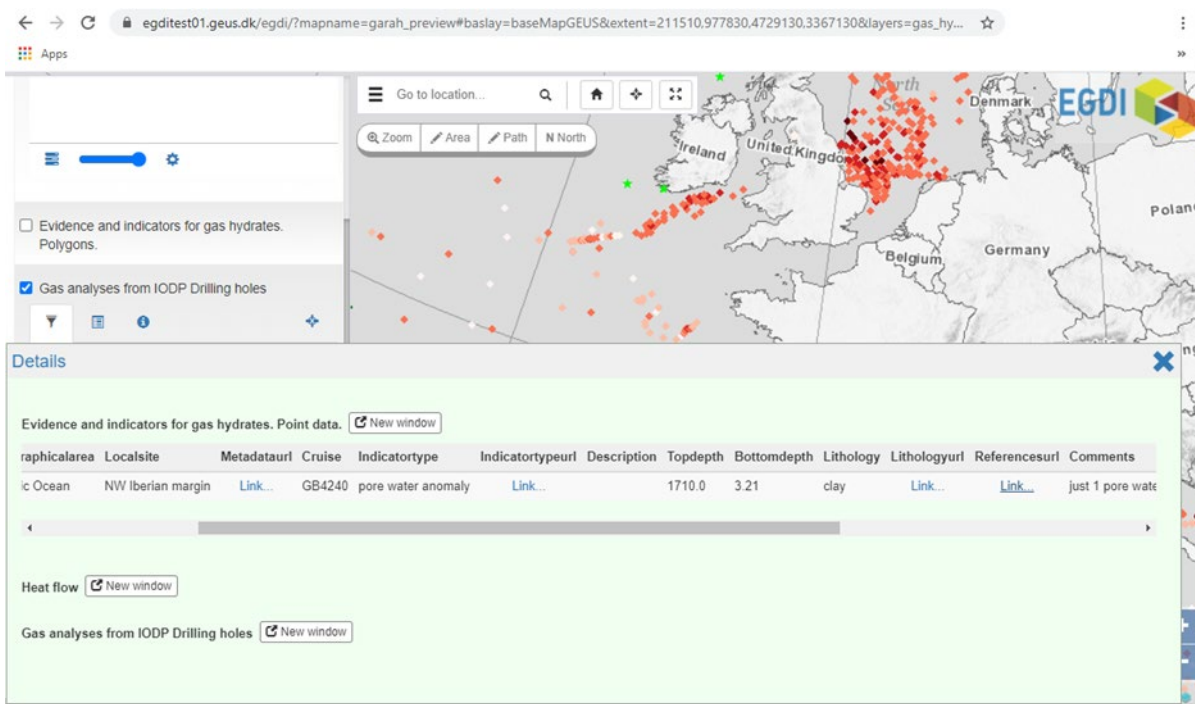 egditest01.geus.dk/egdi/?mapname=garah_preview#baslay=baseMapGEUS&extent=211510,977830,4729130,3367130&layers=gas_hy...
Apps
»
Go to location...
Zoom Area Path N North
North
Denmark
EGDI
Ireland
United Kingdo
Poland
Germany
Belgium
Evidence and indicators for gas hydrates.
Polygons.
Gas analyses from IODP Drilling holes
Details
Evidence and indicators for gas hydrates. Point data. New window
raphicalarea Localsite Metadataurl Cruise Indicatortype Indicatortypeurl Description Topdepth Bottomdepth Lithology Lithologyurl Referencesurl Comments
ic Ocean NW Iberian margin Link... GB4240 pore water anomaly Link... 1710.0 3.21 clay Link... Link... just 1 pore wate
Heat flow New window
Gas analyses from IODP Drilling holes New window